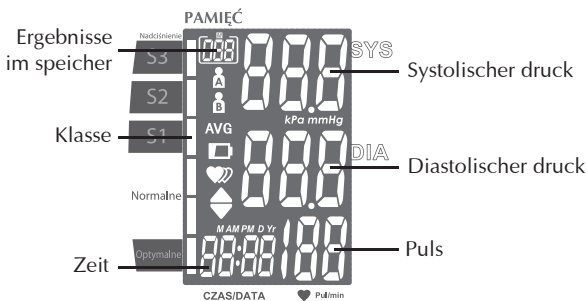 PAMIĘĆ
Nadciśnienie
Ergebnisse
im speicher
S3
SYS
Systolischer druck
A
S2
B
kPa mmHg
Klasse
S1
AVG
DIA
Diastolischer druck
Normalne
M AM PM D Yr
Optymalne
Zeit
Puls
CZAS/DATA
Pul/min